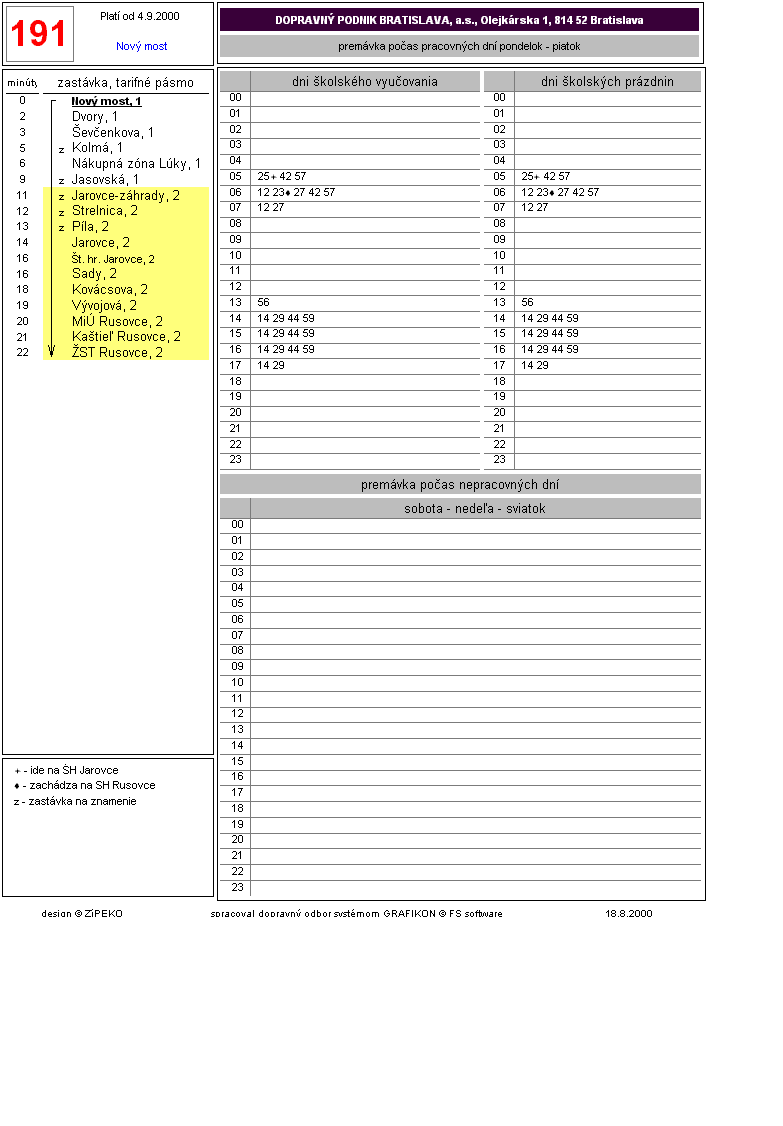 191
Platí od 4.9.2000
Nový most
DOPRAVNÝ PODNIK BRATISLAVA, a.s., Olejkárska 1, 814 52 Bratislava
premávka počas pracovných dní pondelok - piatok
minúty zastávka, tarifné pásmo
0 Nový most, 1
2 Dvory, 1
3 Ševčenkova, 1
5 z Kolmá, 1
6 Nákupná zóna Lúky, 1
9 z Jasovská, 1
11 z Jarovce-záhrady, 2
12 z Strelnica, 2
13 z Píla, 2
14 Jarovce, 2
16 Št. hr. Jarovce, 2
16 Sady, 2
18 Kovácsova, 2
19 Vývojová, 2
20 MiÚ Rusovce, 2
21 Kaštieľ Rusovce, 2
22 ŽST Rusovce, 2
+ - ide na ŠH Jarovce
♦ - zachádza na SH Rusovce
z - zastávka na znamenie
dni školského vyučovania
00
01
02
03
04
05 25+ 42 57
06 12 23♦ 27 42 57
07 12 27
08
09
10
11
12
13 56
14 14 29 44 59
15 14 29 44 59
16 14 29 44 59
17 14 29
18
19
20
21
22
23
dni školských prázdnin
00
01
02
03
04
05 25+ 42 57
06 12 23♦ 27 42 57
07 12 27
08
09
10
11
12
13 56
14 14 29 44 59
15 14 29 44 59
16 14 29 44 59
17 14 29
18
19
20
21
22
23
premávka počas nepracovných dní
sobota - nedeľa - sviatok
00
01
02
03
04
05
06
07
08
09
10
11
12
13
14
15
16
17
18
19
20
21
22
23
design © ZiPEKO
spracoval dopravný odbor systémom GRAFIKON © FS software
18.8.2000